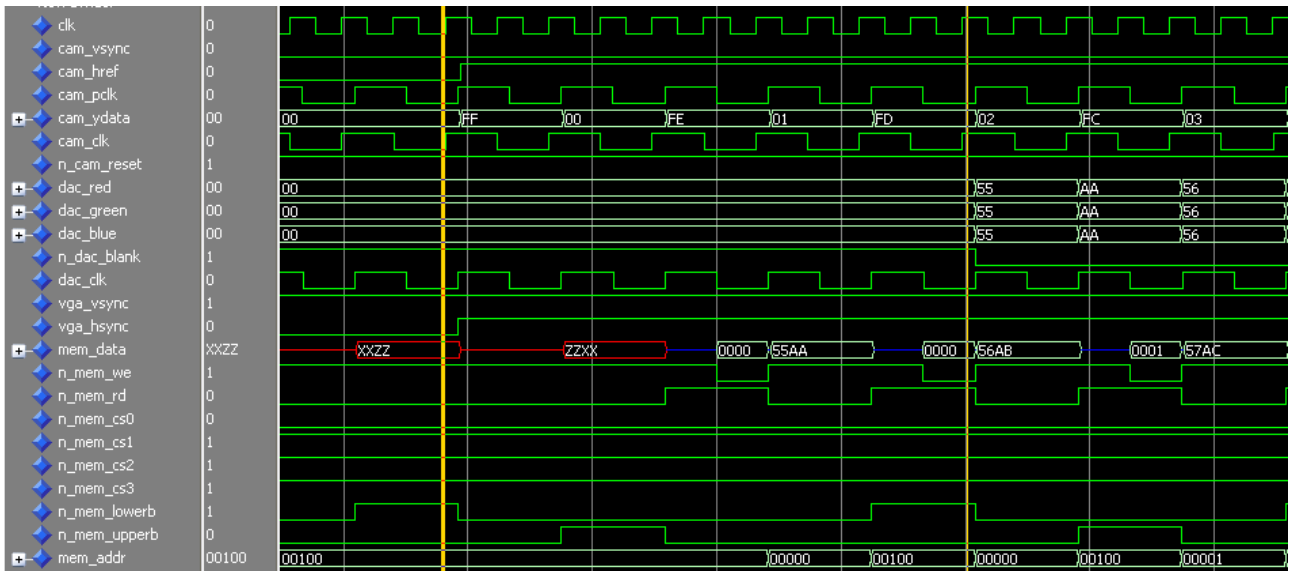 clk 0
cam_vsync 0
cam_href 0
cam_pclk 0
cam_ydata 00 00 FF 00 FE 01 FD 02 FC 03
cam_clk 0
n_cam_reset 1
dac_red 00 00 55 AA 56
dac_green 00 00 55 AA 56
dac_blue 00 00 55 AA 56
n_dac_blank 1
dac_clk 0
vga_vsync 1
vga_hsync 0
mem_data XXZZ XXZZ ZZXX 0000 55AA 0000 56AB 0001 57AC
n_mem_we 1
n_mem_rd 0
n_mem_cs0 0
n_mem_cs1 1
n_mem_cs2 1
n_mem_cs3 1
n_mem_lowerb 1
n_mem_upperb 0
mem_addr 00100 00100 00000 00100 00000 00100 00001